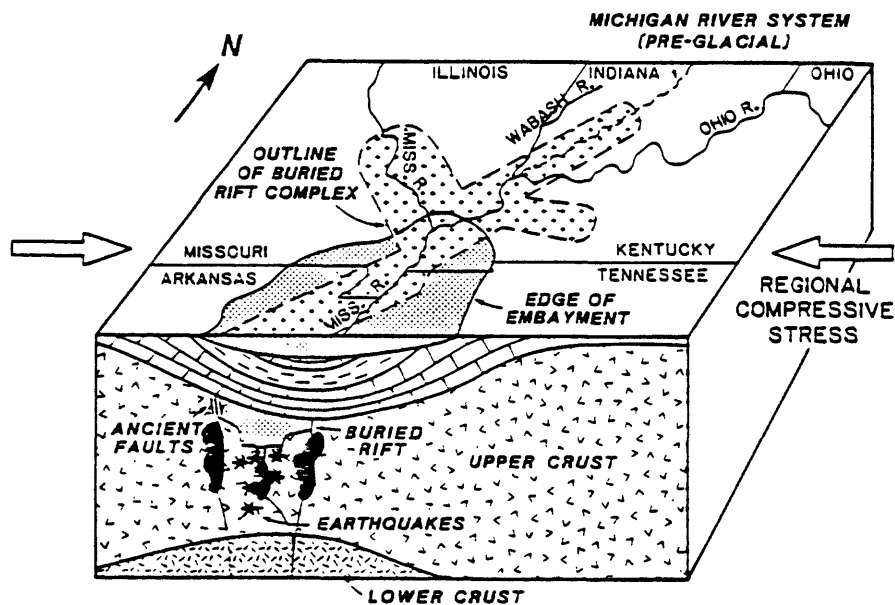 MICHIGAN RIVER SYSTEM
(PRE-GLACIAL)
N
ILLINOIS
INDIANA
OHIO
WABASH R.
OHIO R.
MISS. R.
OUTLINE
OF BURIED
RIFT COMPLEX
MISSOURI
KENTUCKY
ARKANSAS
TENNESSEE
MISS. R.
EDGE OF
EMBAYMENT
REGIONAL
COMPRESSIVE
STRESS
ANCIENT
FAULTS
BURIED
RIFT
UPPER CRUST
EARTHQUAKES
LOWER CRUST